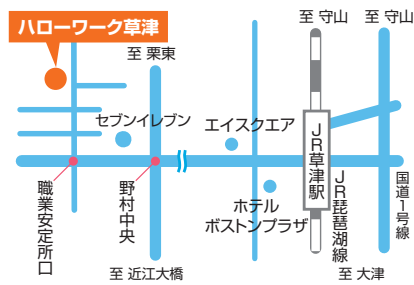 ハローワーク草津
至 守山
至 守山
至 栗東
セブンイレブン
エイスクエア
JR草津駅
JR琵琶湖線
国道1号線
職業安定所口
野村中央
ホテル
ボストンプラザ
至 近江大橋
至 大津